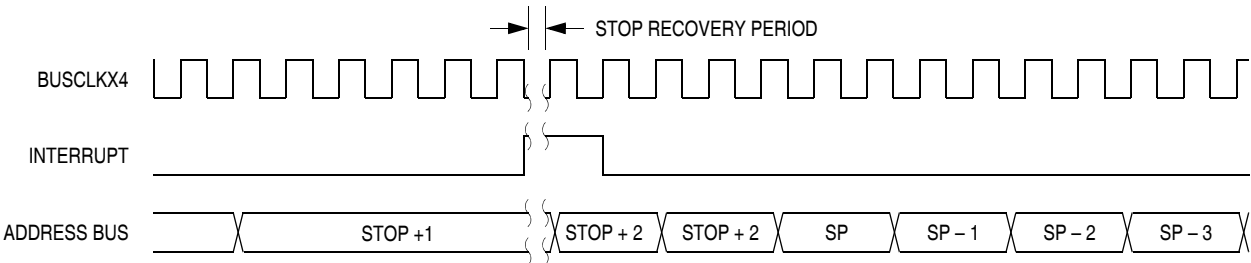 STOP RECOVERY PERIOD
BUSCLKX4
INTERRUPT
ADDRESS BUS STOP +1 STOP + 2 STOP + 2 SP SP – 1 SP – 2 SP – 3